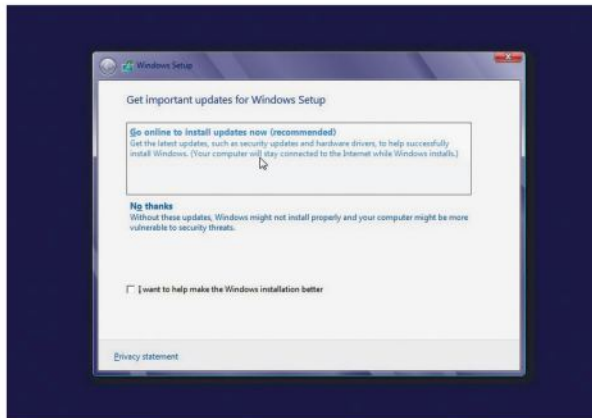 Windows Setup
Get important updates for Windows Setup
Go online to install updates now (recommended)
Get the latest updates, such as security updates and hardware drivers, to help successfully
install Windows. (Your computer will stay connected to the Internet while Windows installs.)
No thanks
Without these updates, Windows might not install properly and your computer might be more
vulnerable to security threats.
I want to help make the Windows installation better
Privacy statement